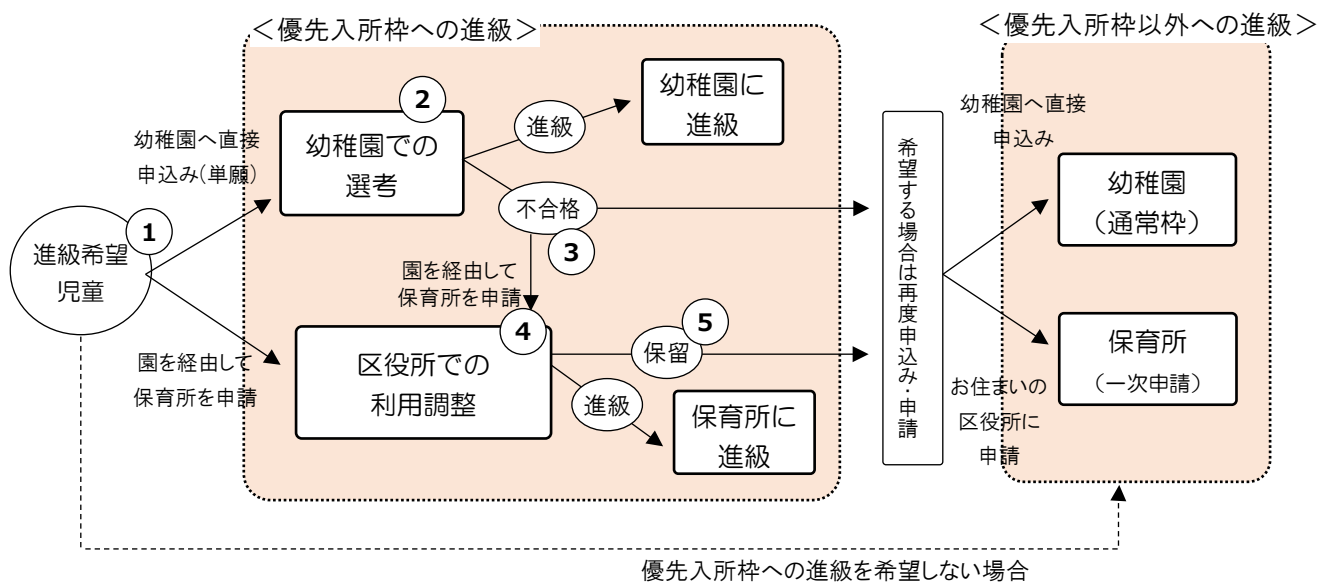 <優先入所枠への進級>
<優先入所枠以外への進級>
1
進級希望
児童
幼稚園へ直接
申込み(単願)
園を経由して
保育所を申請
2
幼稚園での
選考
進級
幼稚園に
進級
不合格
3
園を経由して
保育所を申請
4
区役所での
利用調整
5
保留
進級
保育所に
進級
希望する場合は再度申込み・申請
幼稚園へ直接
申込み
幼稚園
(通常枠)
保育所
(一次申請)
お住まいの
区役所に
申請
優先入所枠への進級を希望しない場合